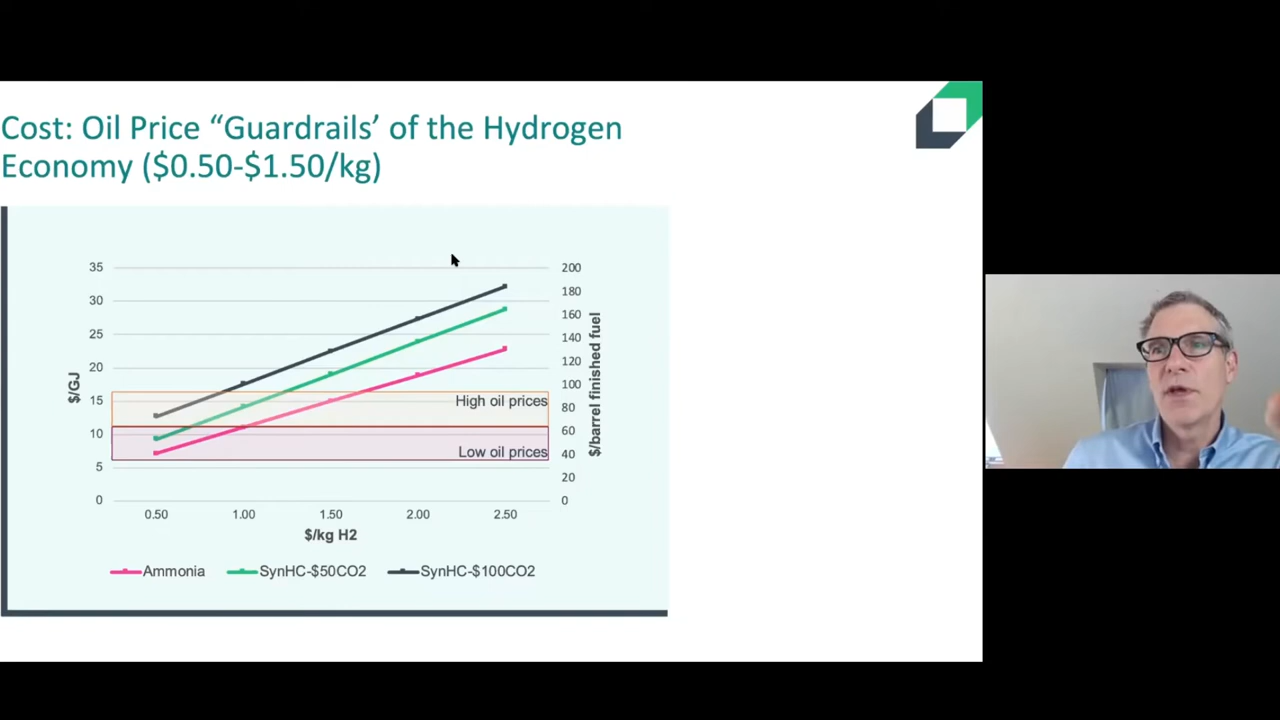 Cost: Oil Price “Guardrails’ of the Hydrogen
Economy ($0.50-$1.50/kg)
35
30
25
20
15
10
5
0
$/GJ
200
180
160
140
120
100
80
60
40
20
0
$/barrel finished fuel
High oil prices
Low oil prices
0.50 1.00 1.50 2.00 2.50
$/kg H2
Ammonia SynHC-$50CO2 SynHC-$100CO2